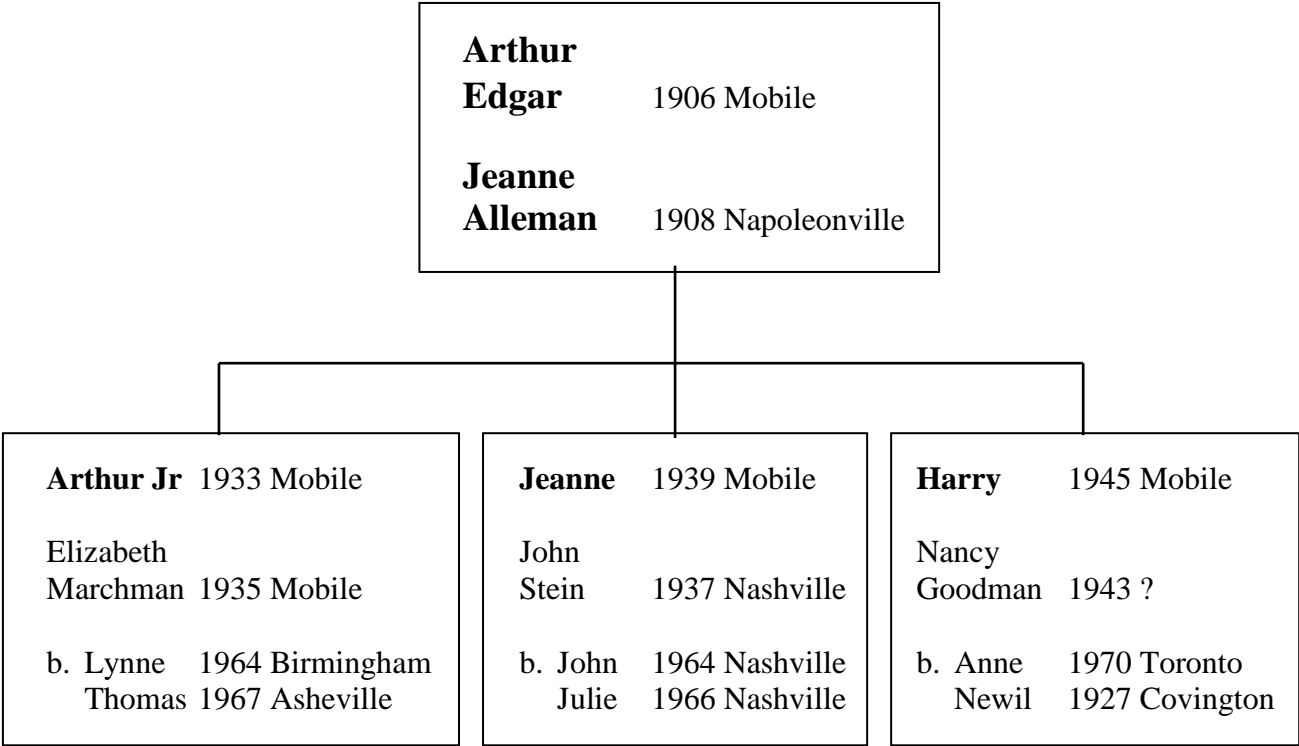 Arthur
Edgar 1906 Mobile
Jeanne
Alleman 1908 Napoleonville
Arthur Jr 1933 Mobile
Elizabeth
Marchman 1935 Mobile
b. Lynne 1964 Birmingham
Thomas 1967 Asheville
Jeanne 1939 Mobile
John
Stein 1937 Nashville
b. John 1964 Nashville
Julie 1966 Nashville
Harry 1945 Mobile
Nancy
Goodman 1943 ?
b. Anne 1970 Toronto
Newil 1927 Covington